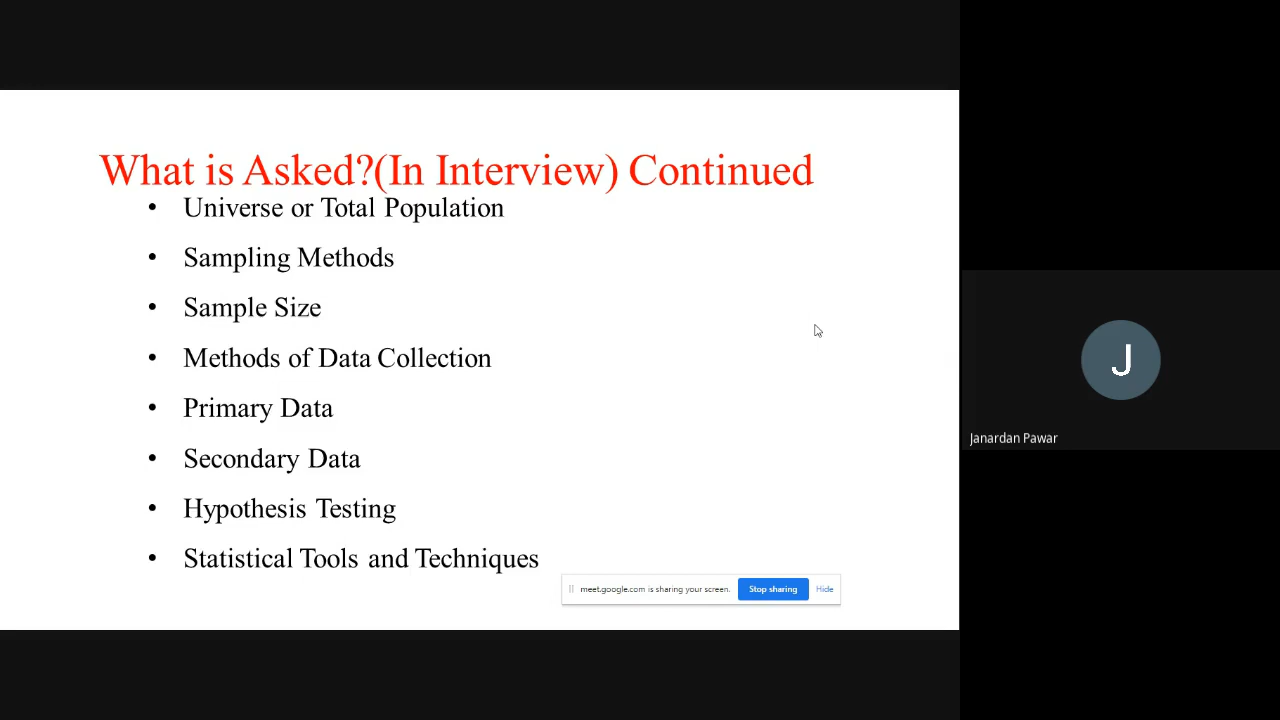 What is Asked?(In Interview) Continued
• Universe or Total Population
• Sampling Methods
• Sample Size
• Methods of Data Collection
• Primary Data
• Secondary Data
• Hypothesis Testing
• Statistical Tools and Techniques
meet.google.com is sharing your screen. Stop sharing Hide
J
Janardan Pawar